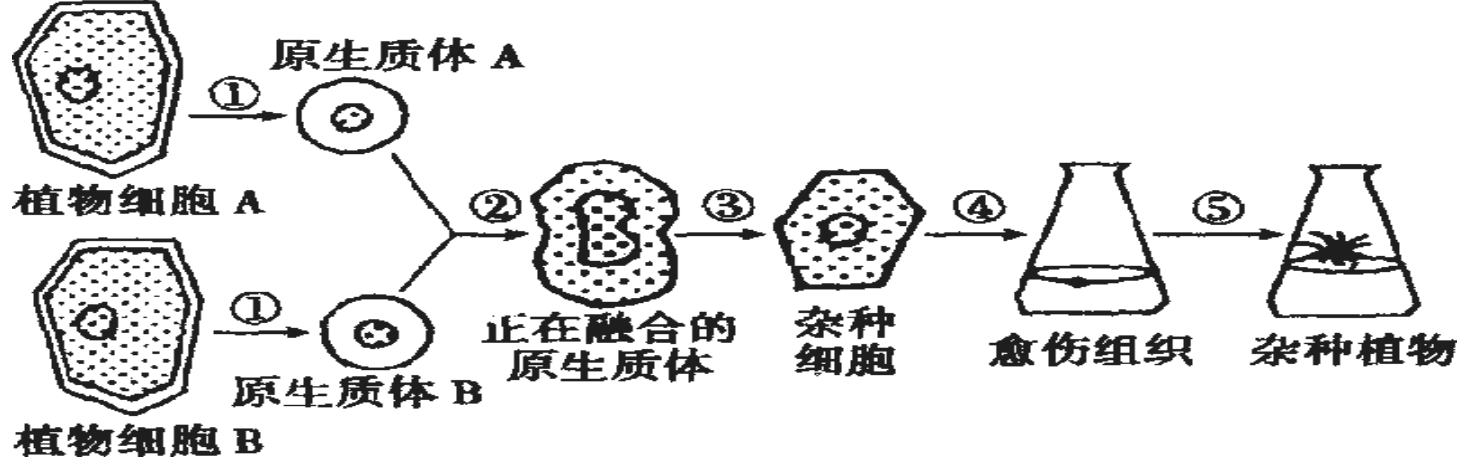 原生质体 A
①
植物细胞 A
②
③
④
⑤
①
正在融合的
原生质体
杂种
细胞
愈伤组织
杂种植物
原生质体 B
植物细胞 B